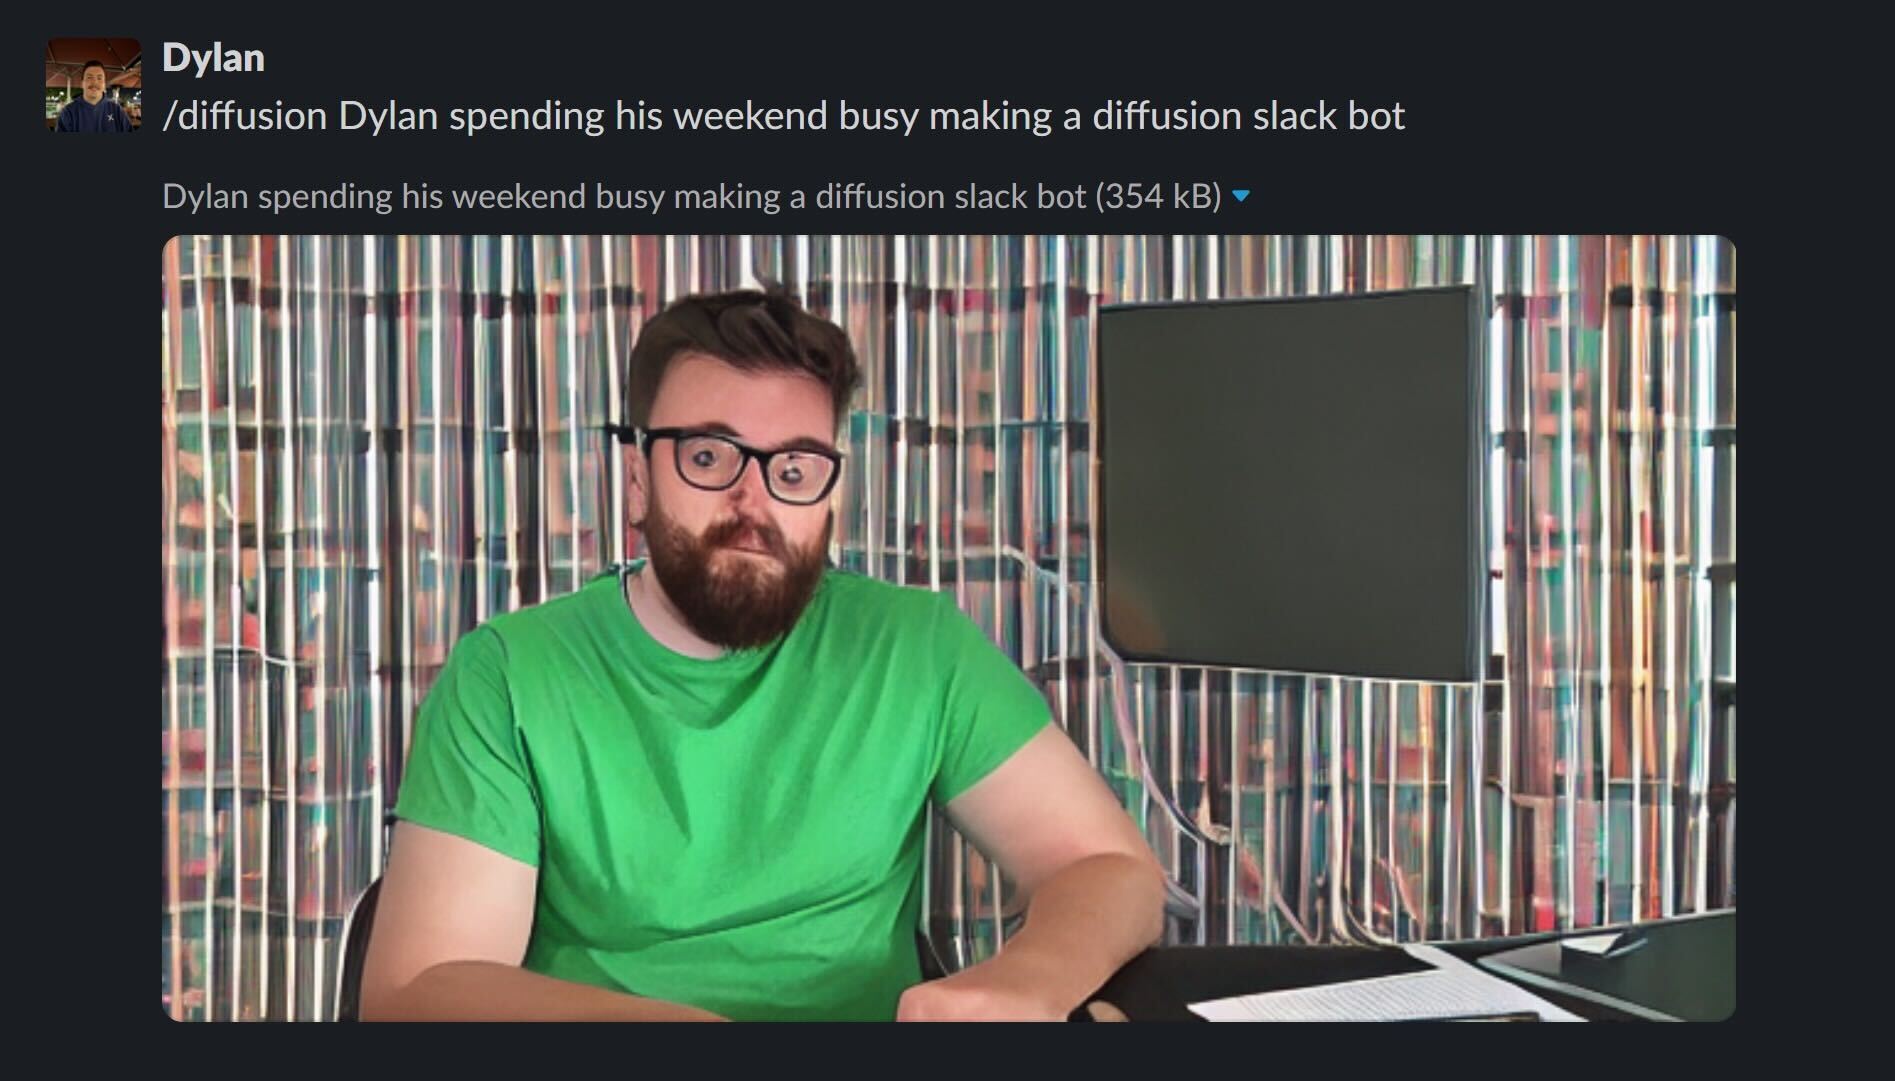 Dylan
/diffusion Dylan spending his weekend busy making a diffusion slack bot
Dylan spending his weekend busy making a diffusion slack bot (354 kB)